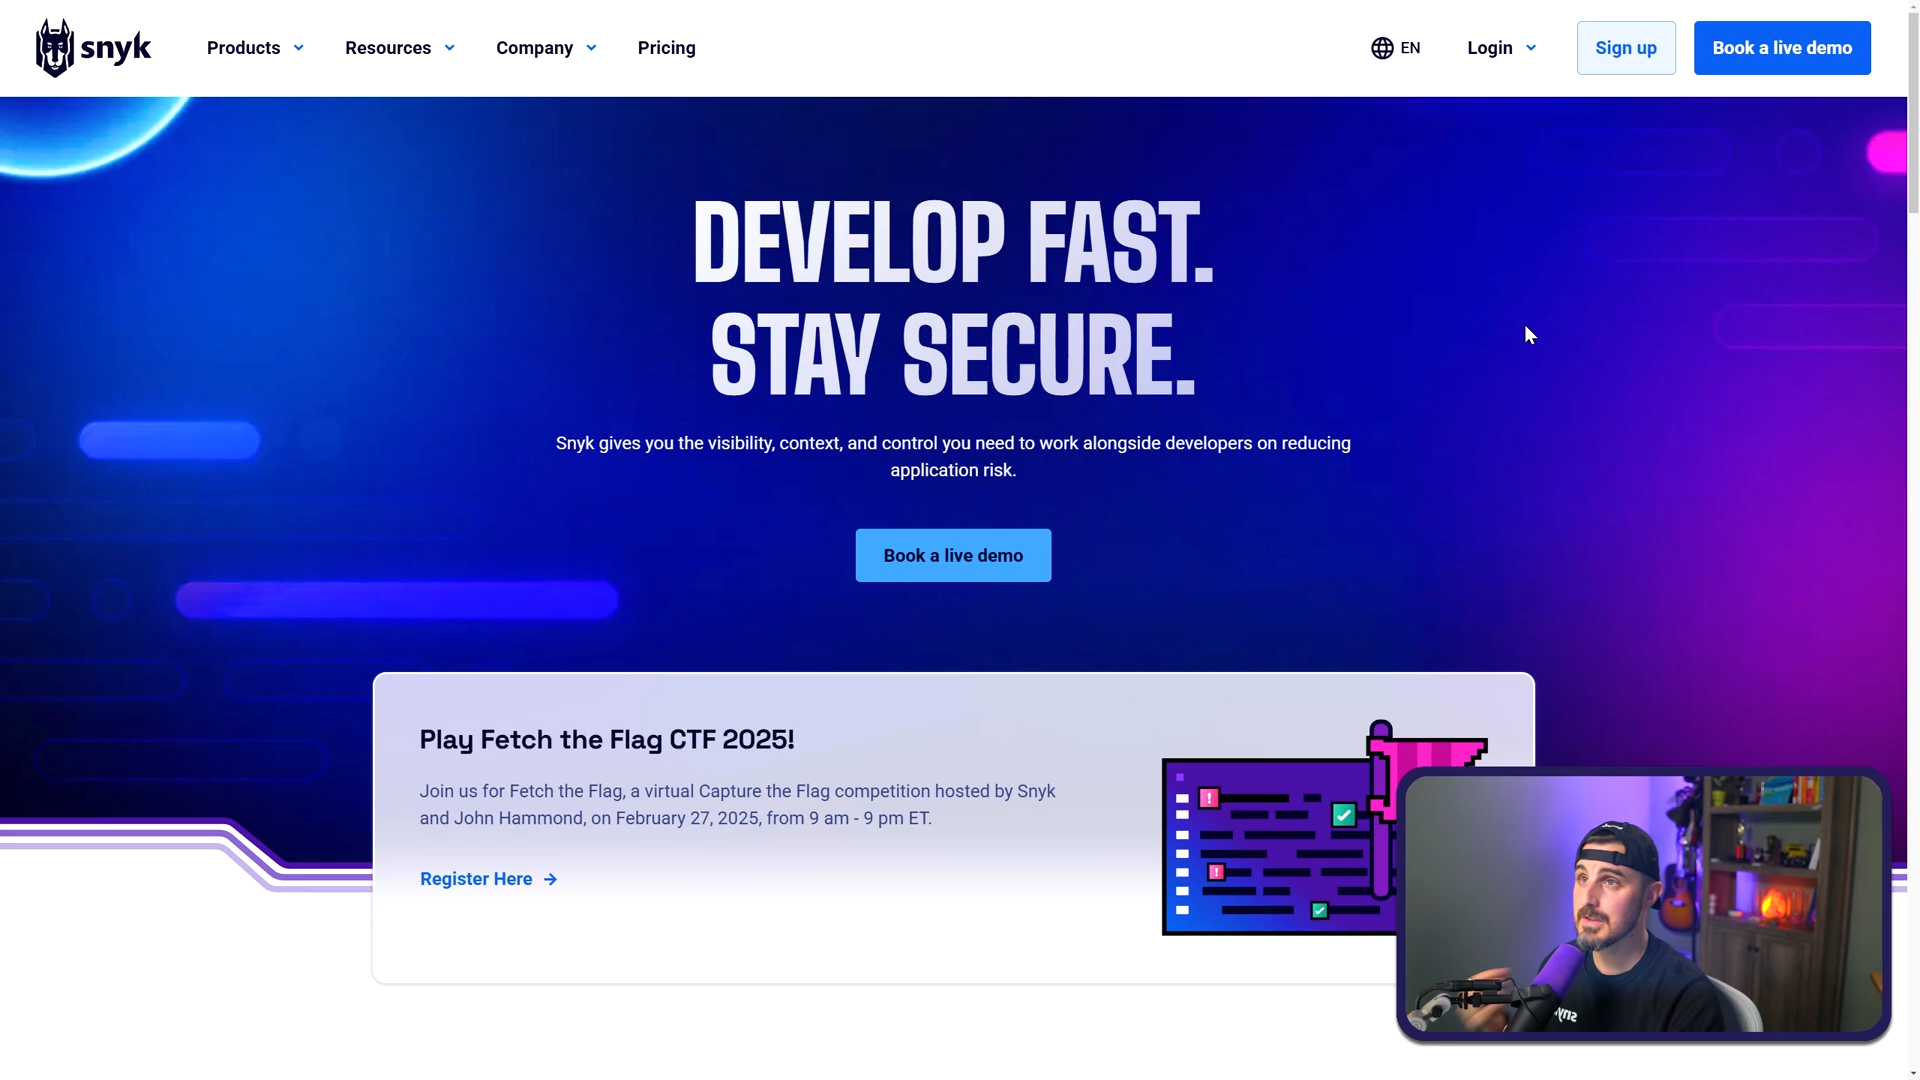 snyk
Products
Resources
Company
Pricing
EN
Login
Sign up
Book a live demo
DEVELOP FAST.
STAY SECURE.
Snyk gives you the visibility, context, and control you need to work alongside developers on reducing
application risk.
Book a live demo
Play Fetch the Flag CTF 2025!
Join us for Fetch the Flag, a virtual Capture the Flag competition hosted by Snyk
and John Hammond, on February 27, 2025, from 9 am - 9 pm ET.
Register Here
!
!
snyk